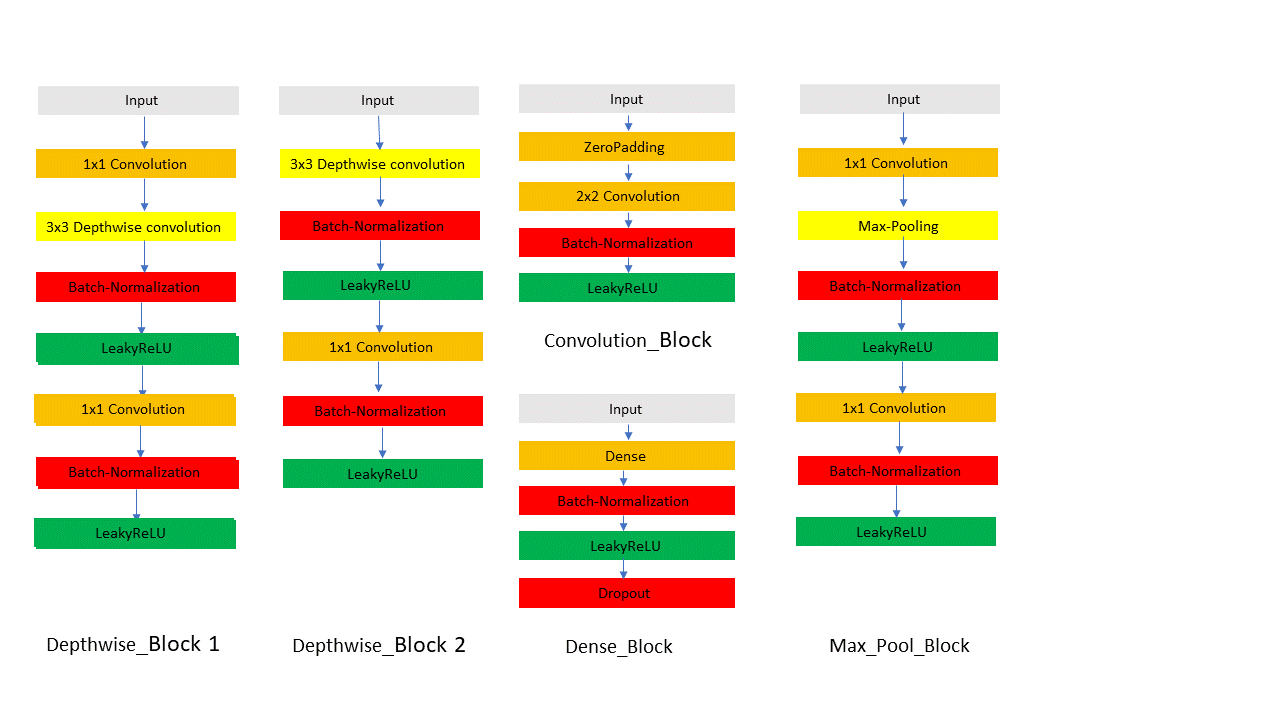 Input
1x1 Convolution
3x3 Depthwise convolution
Batch-Normalization
LeakyReLU
1x1 Convolution
Batch-Normalization
LeakyReLU
Depthwise_Block 1
Input
3x3 Depthwise convolution
Batch-Normalization
LeakyReLU
1x1 Convolution
Batch-Normalization
LeakyReLU
Depthwise_Block 2
Input
ZeroPadding
2x2 Convolution
Batch-Normalization
LeakyReLU
Convolution_Block
Input
Dense
Batch-Normalization
LeakyReLU
Dropout
Dense_Block
Input
1x1 Convolution
Max-Pooling
Batch-Normalization
LeakyReLU
1x1 Convolution
Batch-Normalization
LeakyReLU
Max_Pool_Block